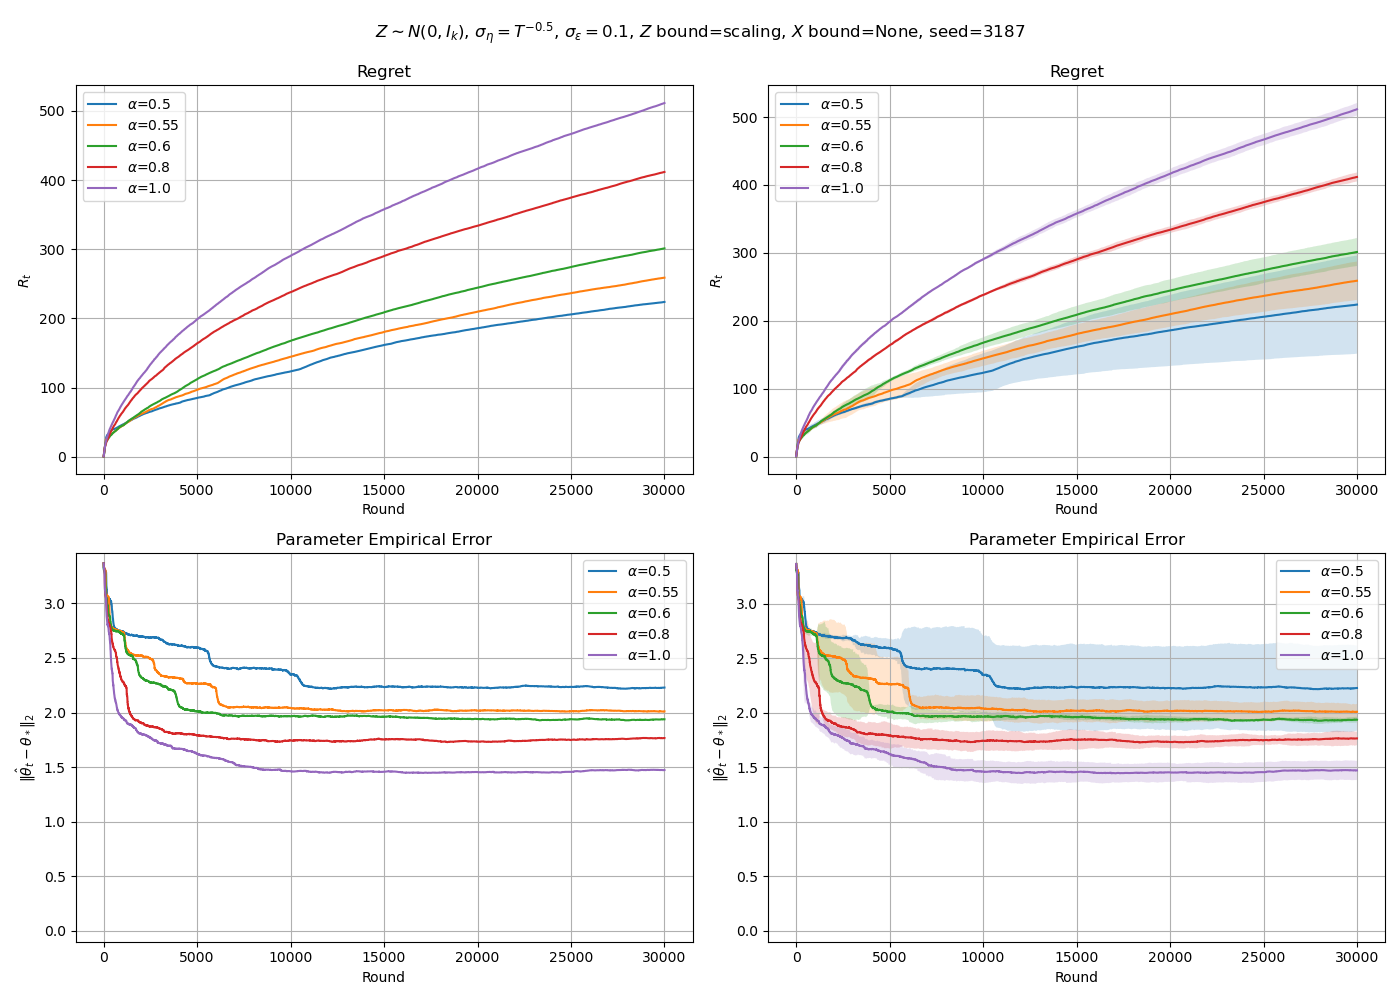 Z ~ N(0, I_k), σ_η = T^{-0.5}, σ_ε = 0.1, Z bound=scaling, X bound=None, seed=3187
Regret
R_t
500
400
300
200
100
0
α=0.5
α=0.55
α=0.6
α=0.8
α=1.0
0 5000 10000 15000 20000 25000 30000
Round
Regret
R_t
500
400
300
200
100
0
α=0.5
α=0.55
α=0.6
α=0.8
α=1.0
0 5000 10000 15000 20000 25000 30000
Round
Parameter Empirical Error
‖θ̂_t − θ_*‖_2
3.0
2.5
2.0
1.5
1.0
0.5
0.0
α=0.5
α=0.55
α=0.6
α=0.8
α=1.0
0 5000 10000 15000 20000 25000 30000
Round
Parameter Empirical Error
‖θ̂_t − θ_*‖_2
3.0
2.5
2.0
1.5
1.0
0.5
0.0
α=0.5
α=0.55
α=0.6
α=0.8
α=1.0
0 5000 10000 15000 20000 25000 30000
Round